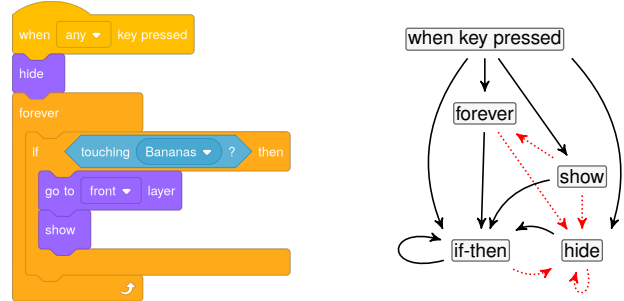 when any key pressed
hide
forever
if touching Bananas ? then
go to front layer
show
when key pressed
forever
show
if-then
hide